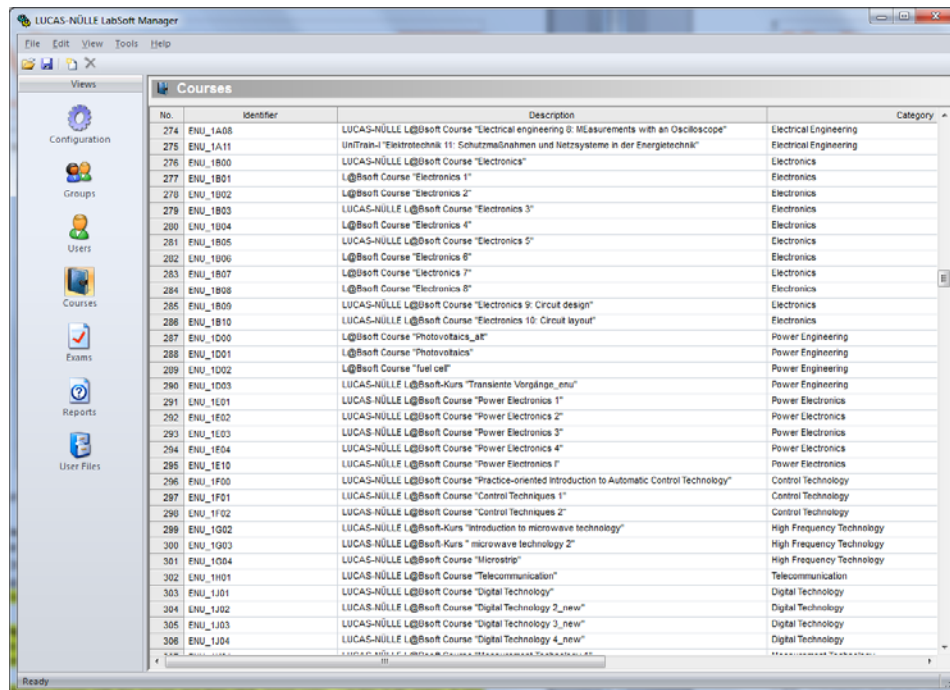 LUCAS-NÜLLE LabSoft Manager
File Edit View Tools Help
Views
Configuration
Groups
Users
Courses
Exams
Reports
User Files
Courses
No. Identifier Description Category
274 ENU_1A08 LUCAS-NÜLLE L@Bsoft Course "Electrical engineering 8: MEasurements with an Oscilloscope" Electrical Engineering
275 ENU_1A11 UniTrain-I "Elektrotechnik 11: Schutzmaßnahmen und Netzsysteme in der Energietechnik" Electrical Engineering
276 ENU_1B00 LUCAS-NÜLLE L@Bsoft Course "Electronics" Electronics
277 ENU_1B01 L@Bsoft Course "Electronics 1" Electronics
278 ENU_1B02 L@Bsoft Course "Electronics 2" Electronics
279 ENU_1B03 LUCAS-NÜLLE L@Bsoft Course "Electronics 3" Electronics
280 ENU_1B04 L@Bsoft Course "Electronics 4" Electronics
281 ENU_1B05 LUCAS-NÜLLE L@Bsoft Course "Electronics 5" Electronics
282 ENU_1B06 L@Bsoft Course "Electronics 6" Electronics
283 ENU_1B07 L@Bsoft Course "Electronics 7" Electronics
284 ENU_1B08 L@Bsoft Course "Electronics 8" Electronics
285 ENU_1B09 LUCAS-NÜLLE L@Bsoft Course "Electronics 9: Circuit design" Electronics
286 ENU_1B10 LUCAS-NÜLLE L@Bsoft Course "Electronics 10: Circuit layout" Electronics
287 ENU_1D00 L@Bsoft Course "Photovoltaics_alt" Power Engineering
288 ENU_1D01 L@Bsoft Course "Photovoltaics" Power Engineering
289 ENU_1D02 L@Bsoft Course "fuel cell" Power Engineering
290 ENU_1D03 LUCAS-NÜLLE L@Bsoft-Kurs "Transiente Vorgänge_enu" Power Engineering
291 ENU_1E01 LUCAS-NÜLLE L@Bsoft Course "Power Electronics 1" Power Electronics
292 ENU_1E02 LUCAS-NÜLLE L@Bsoft Course "Power Electronics 2" Power Electronics
293 ENU_1E03 LUCAS-NÜLLE L@Bsoft Course "Power Electronics 3" Power Electronics
294 ENU_1E04 LUCAS-NÜLLE L@Bsoft Course "Power Electronics 4" Power Electronics
295 ENU_1E10 LUCAS-NÜLLE L@Bsoft Course "Power Electronics I" Power Electronics
296 ENU_1F00 LUCAS-NÜLLE L@Bsoft Course "Practice-oriented Introduction to Automatic Control Technology" Control Technology
297 ENU_1F01 LUCAS-NÜLLE L@Bsoft Course "Control Techniques 1" Control Technology
298 ENU_1F02 LUCAS-NÜLLE L@Bsoft Course "Control Techniques 2" Control Technology
299 ENU_1G02 LUCAS-NÜLLE L@Bsoft-Kurs "Introduction to microwave technology" High Frequency Technology
300 ENU_1G03 LUCAS-NÜLLE L@Bsoft-Kurs " microwave technology 2" High Frequency Technology
301 ENU_1G04 LUCAS-NÜLLE L@Bsoft Course "Microstrip" High Frequency Technology
302 ENU_1H01 LUCAS-NÜLLE L@Bsoft Course "Telecommunication" Telecommunication
303 ENU_1J01 LUCAS-NÜLLE L@Bsoft Course "Digital Technology" Digital Technology
304 ENU_1J02 LUCAS-NÜLLE L@Bsoft Course "Digital Technology 2_new" Digital Technology
305 ENU_1J03 LUCAS-NÜLLE L@Bsoft Course "Digital Technology 3_new" Digital Technology
306 ENU_1J04 LUCAS-NÜLLE L@Bsoft Course "Digital Technology 4_new" Digital Technology
Ready